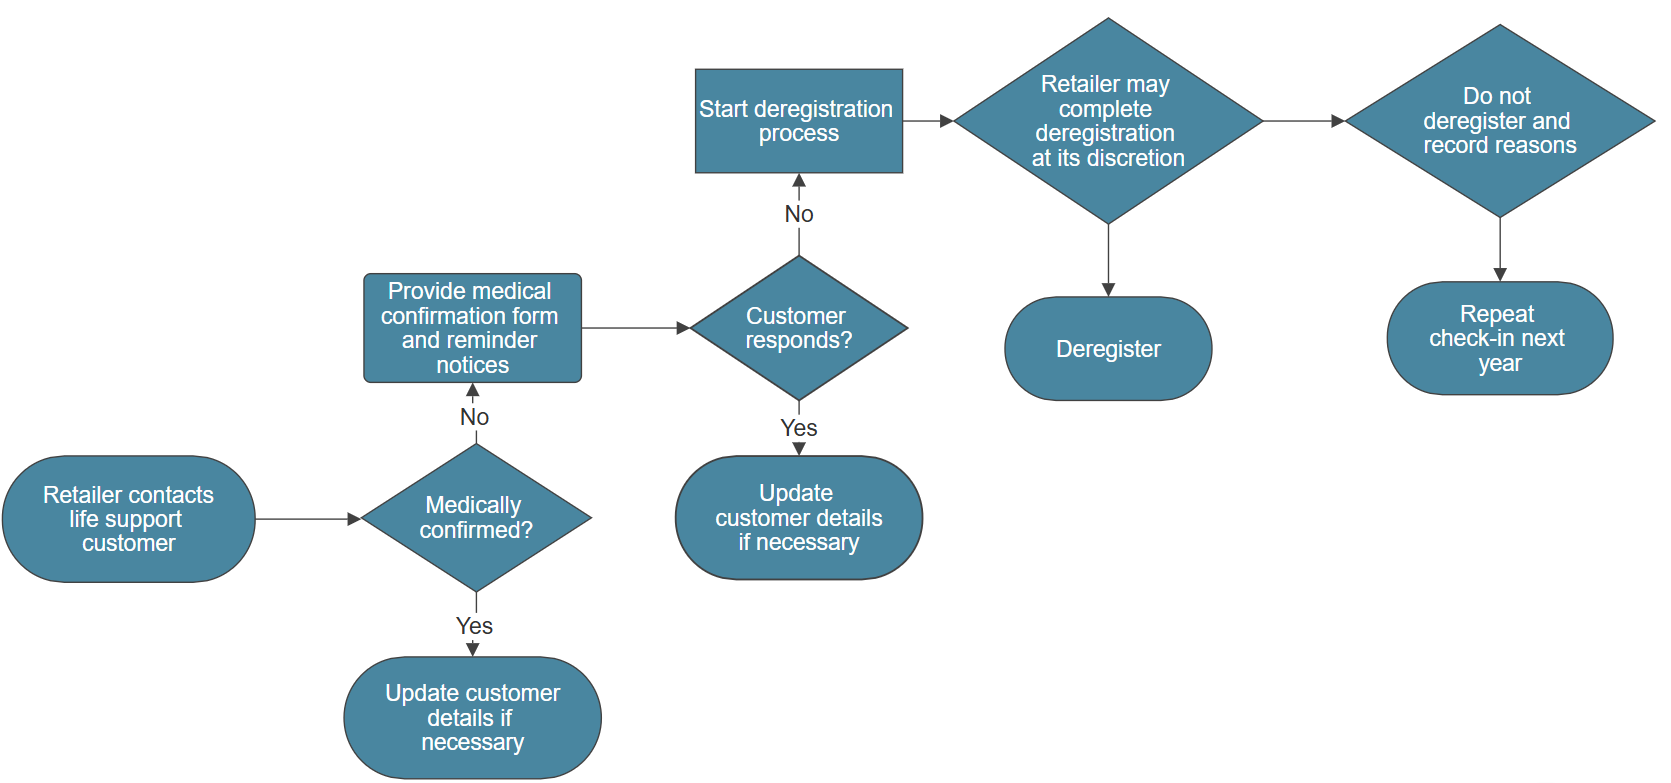 Retailer may
complete
deregistration
at its discretion
Do not
deregister and
record reasons
Start deregistration
process
No
Provide medical
confirmation form
and reminder
notices
Customer
responds?
Deregister
Repeat
check-in next
year
No
Yes
Retailer contacts
life support
customer
Medically
confirmed?
Update
customer details
if necessary
Yes
Update customer
details if
necessary